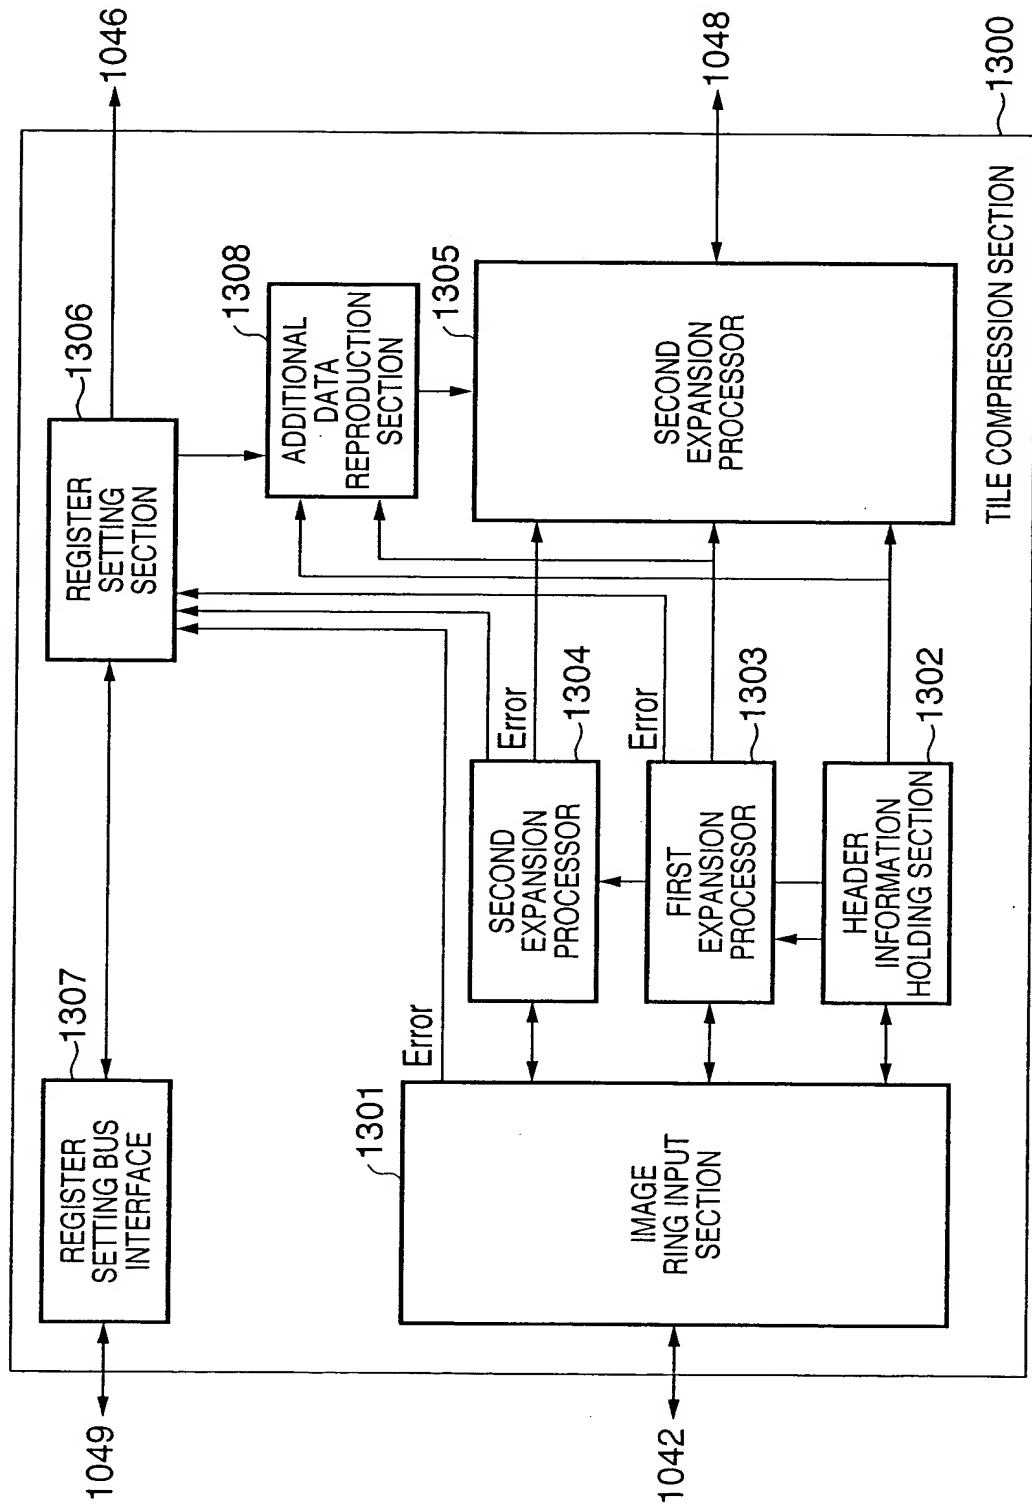 1049
REGISTER
SETTING BUS
INTERFACE
1307
REGISTER
SETTING
SECTION
1306
1046
1042
IMAGE
RING INPUT
SECTION
1301
Error
SECOND
EXPANSION
PROCESSOR
1304
Error
FIRST
EXPANSION
PROCESSOR
1303
Error
HEADER
INFORMATION
HOLDING SECTION
1302
ADDITIONAL
DATA
REPRODUCTION
SECTION
1308
SECOND
EXPANSION
PROCESSOR
1305
1048
TILE COMPRESSION SECTION
1300